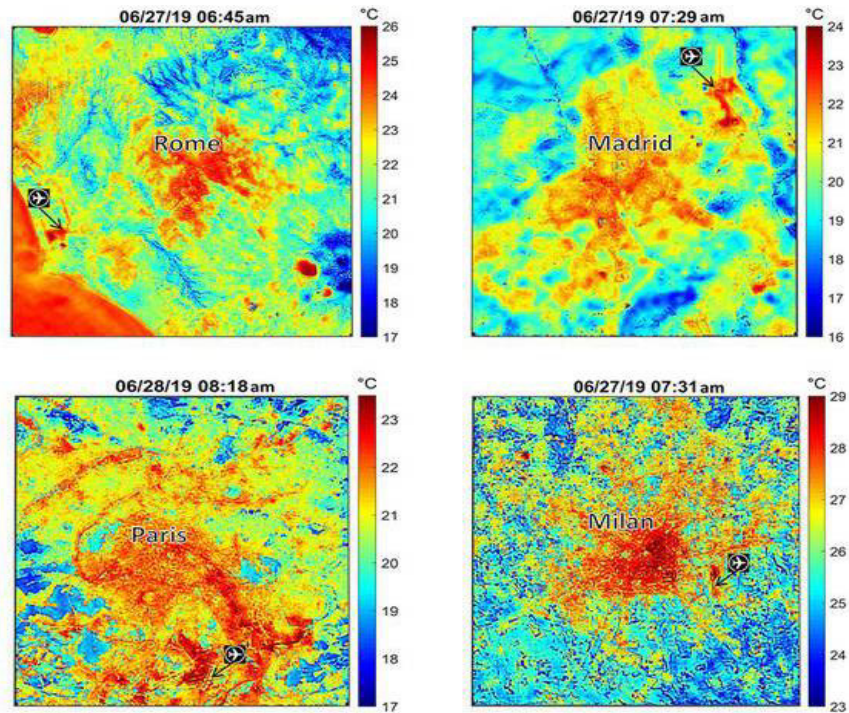 06/27/19 06:45am
°C
26
25
24
23
22
21
20
19
18
17
Rome
06/27/19 07:29am
°C
24
23
22
21
20
19
18
17
16
Madrid
06/28/19 08:18am
°C
23
22
21
20
19
18
17
Paris
06/27/19 07:31am
°C
29
28
27
26
25
24
23
Milan